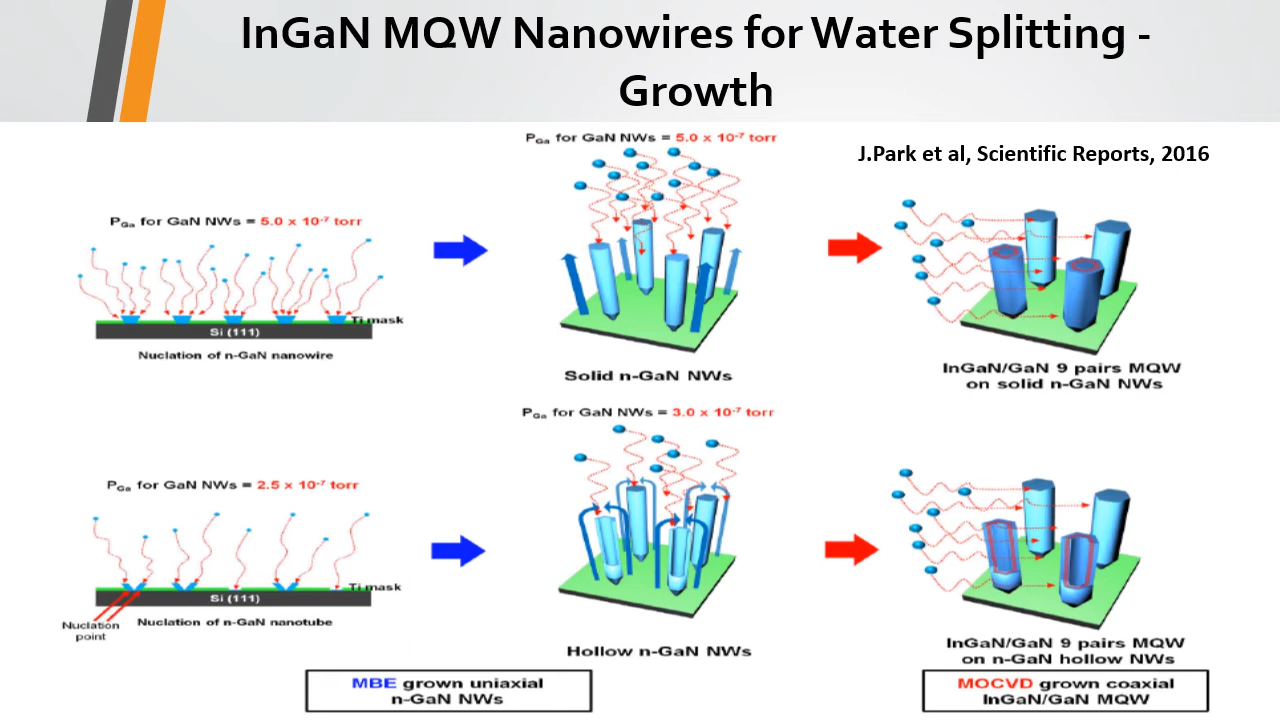 InGaN MQW Nanowires for Water Splitting -
Growth
J.Park et al, Scientific Reports, 2016
P_Ga for GaN NWs = 5.0 x 10⁻⁷ torr
Ti mask
Si (111)
Nuclation of n-GaN nanowire
P_Ga for GaN NWs = 5.0 x 10⁻⁷ torr
Solid n-GaN NWs
InGaN/GaN 9 pairs MQW
on solid n-GaN NWs
P_Ga for GaN NWs = 2.5 x 10⁻⁷ torr
Ti mask
Si (111)
Nuclation
point
Nuclation of n-GaN nanotube
P_Ga for GaN NWs = 3.0 x 10⁻⁷ torr
Hollow n-GaN NWs
InGaN/GaN 9 pairs MQW
on n-GaN hollow NWs
MBE grown uniaxial
n-GaN NWs
MOCVD grown coaxial
InGaN/GaN MQW